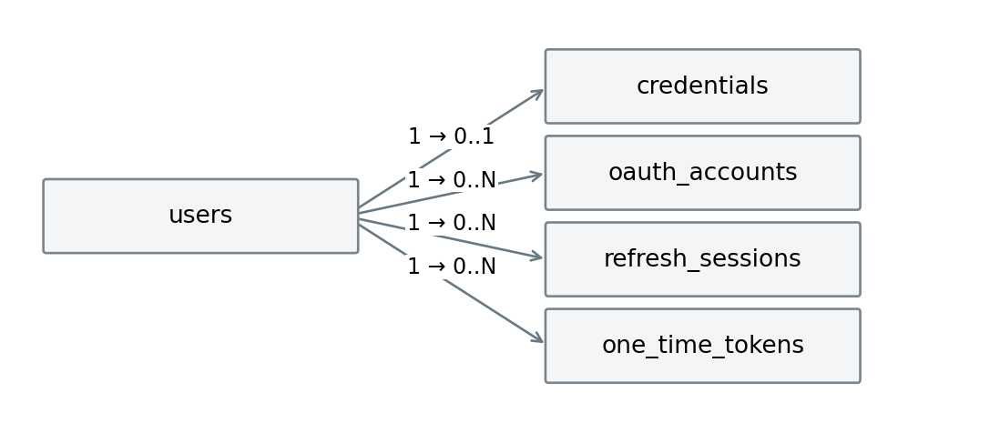 users
1 → 0..1
1 → 0..N
1 → 0..N
1 → 0..N
credentials
oauth_accounts
refresh_sessions
one_time_tokens